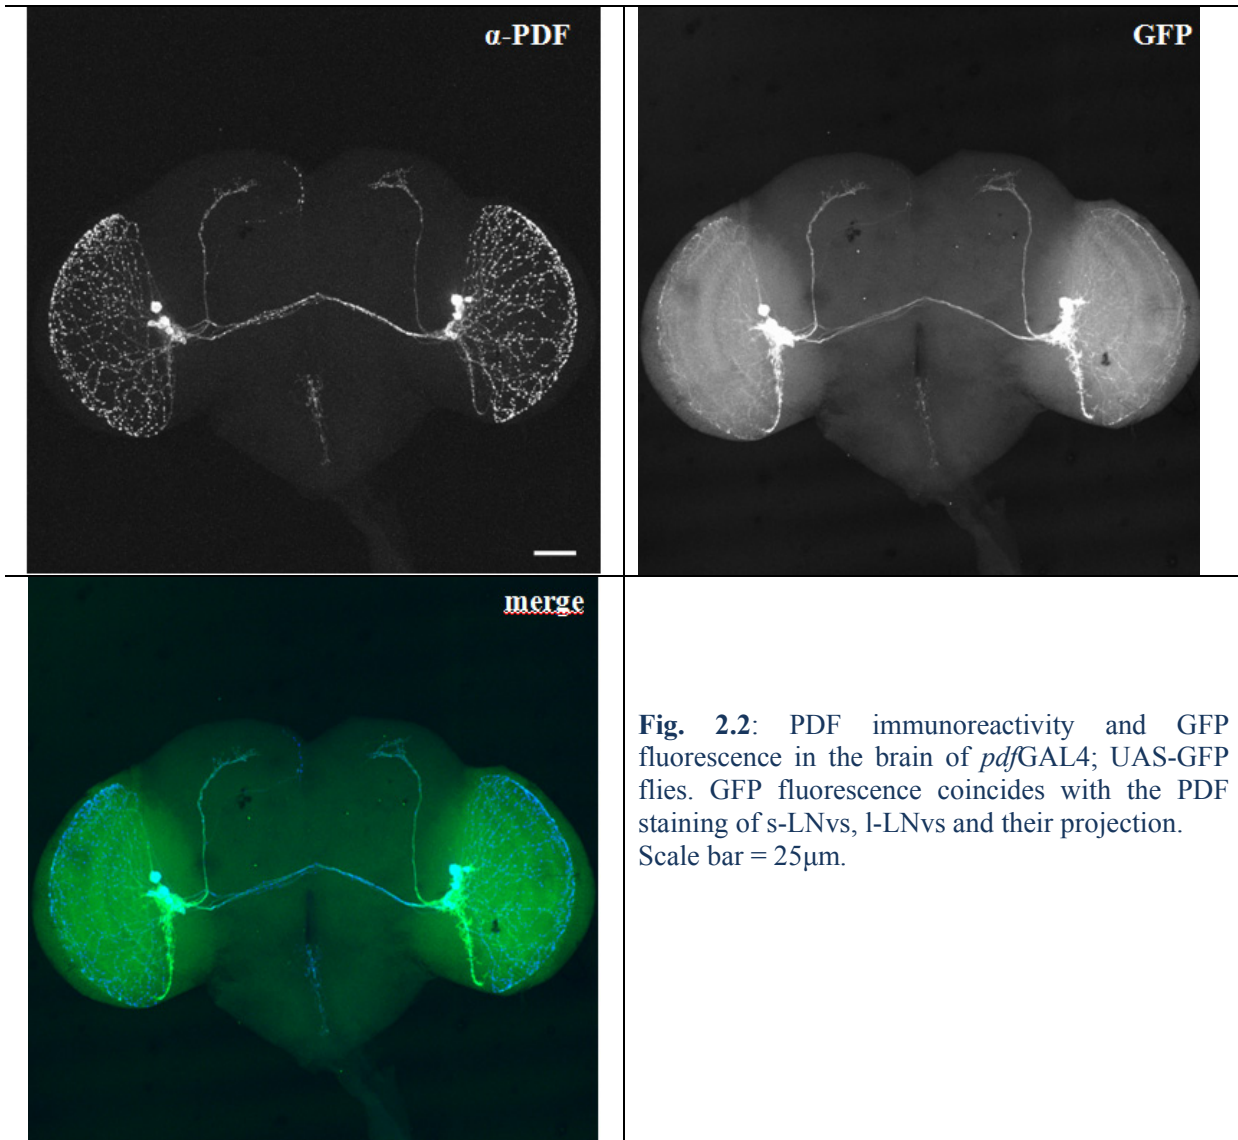 α-PDF
GFP
merge
Fig. 2.2: PDF immunoreactivity and GFP
fluorescence in the brain of pdfGAL4; UAS-GFP
flies. GFP fluorescence coincides with the PDF
staining of s-LNvs, l-LNvs and their projection.
Scale bar = 25μm.